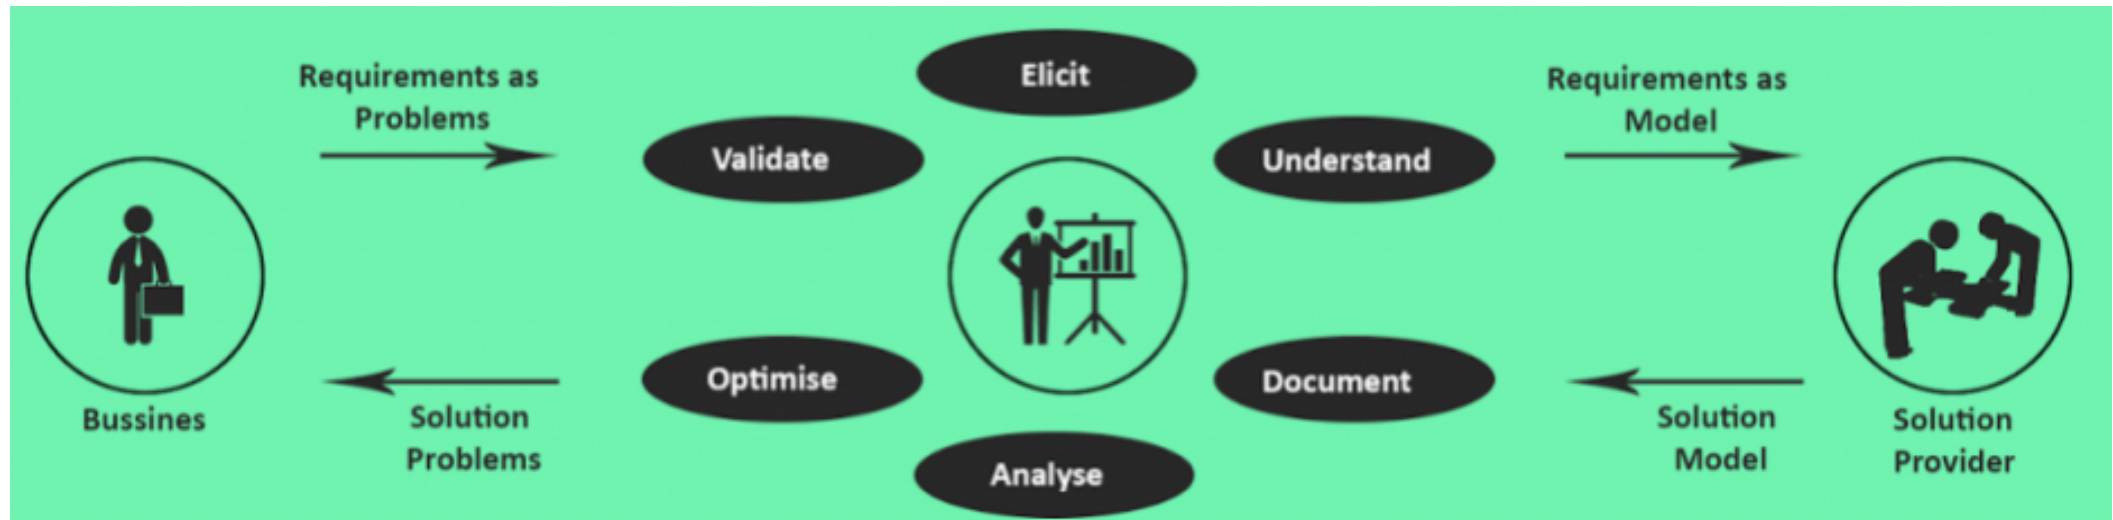 Requirements as
Problems
Bussines
Solution
Problems
Elicit
Validate
Understand
Optimise
Document
Analyse
Requirements as
Model
Solution
Model
Solution
Provider